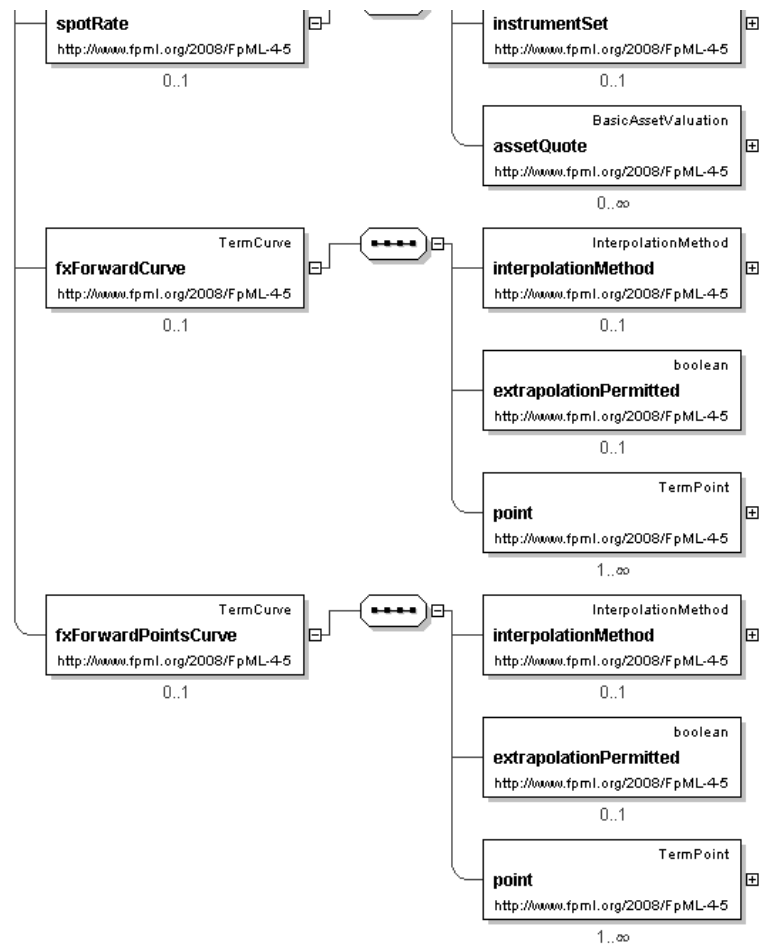 spotRate
http://www.fpml.org/2008/FpML-4-5
0..1
instrumentSet
http://www.fpml.org/2008/FpML-4-5
0..1
BasicAssetValuation
assetQuote
http://www.fpml.org/2008/FpML-4-5
0..∞
TermCurve
fxForwardCurve
http://www.fpml.org/2008/FpML-4-5
0..1
InterpolationMethod
interpolationMethod
http://www.fpml.org/2008/FpML-4-5
0..1
boolean
extrapolationPermitted
http://www.fpml.org/2008/FpML-4-5
0..1
TermPoint
point
http://www.fpml.org/2008/FpML-4-5
1..∞
TermCurve
fxForwardPointsCurve
http://www.fpml.org/2008/FpML-4-5
0..1
InterpolationMethod
interpolationMethod
http://www.fpml.org/2008/FpML-4-5
0..1
boolean
extrapolationPermitted
http://www.fpml.org/2008/FpML-4-5
0..1
TermPoint
point
http://www.fpml.org/2008/FpML-4-5
1..∞